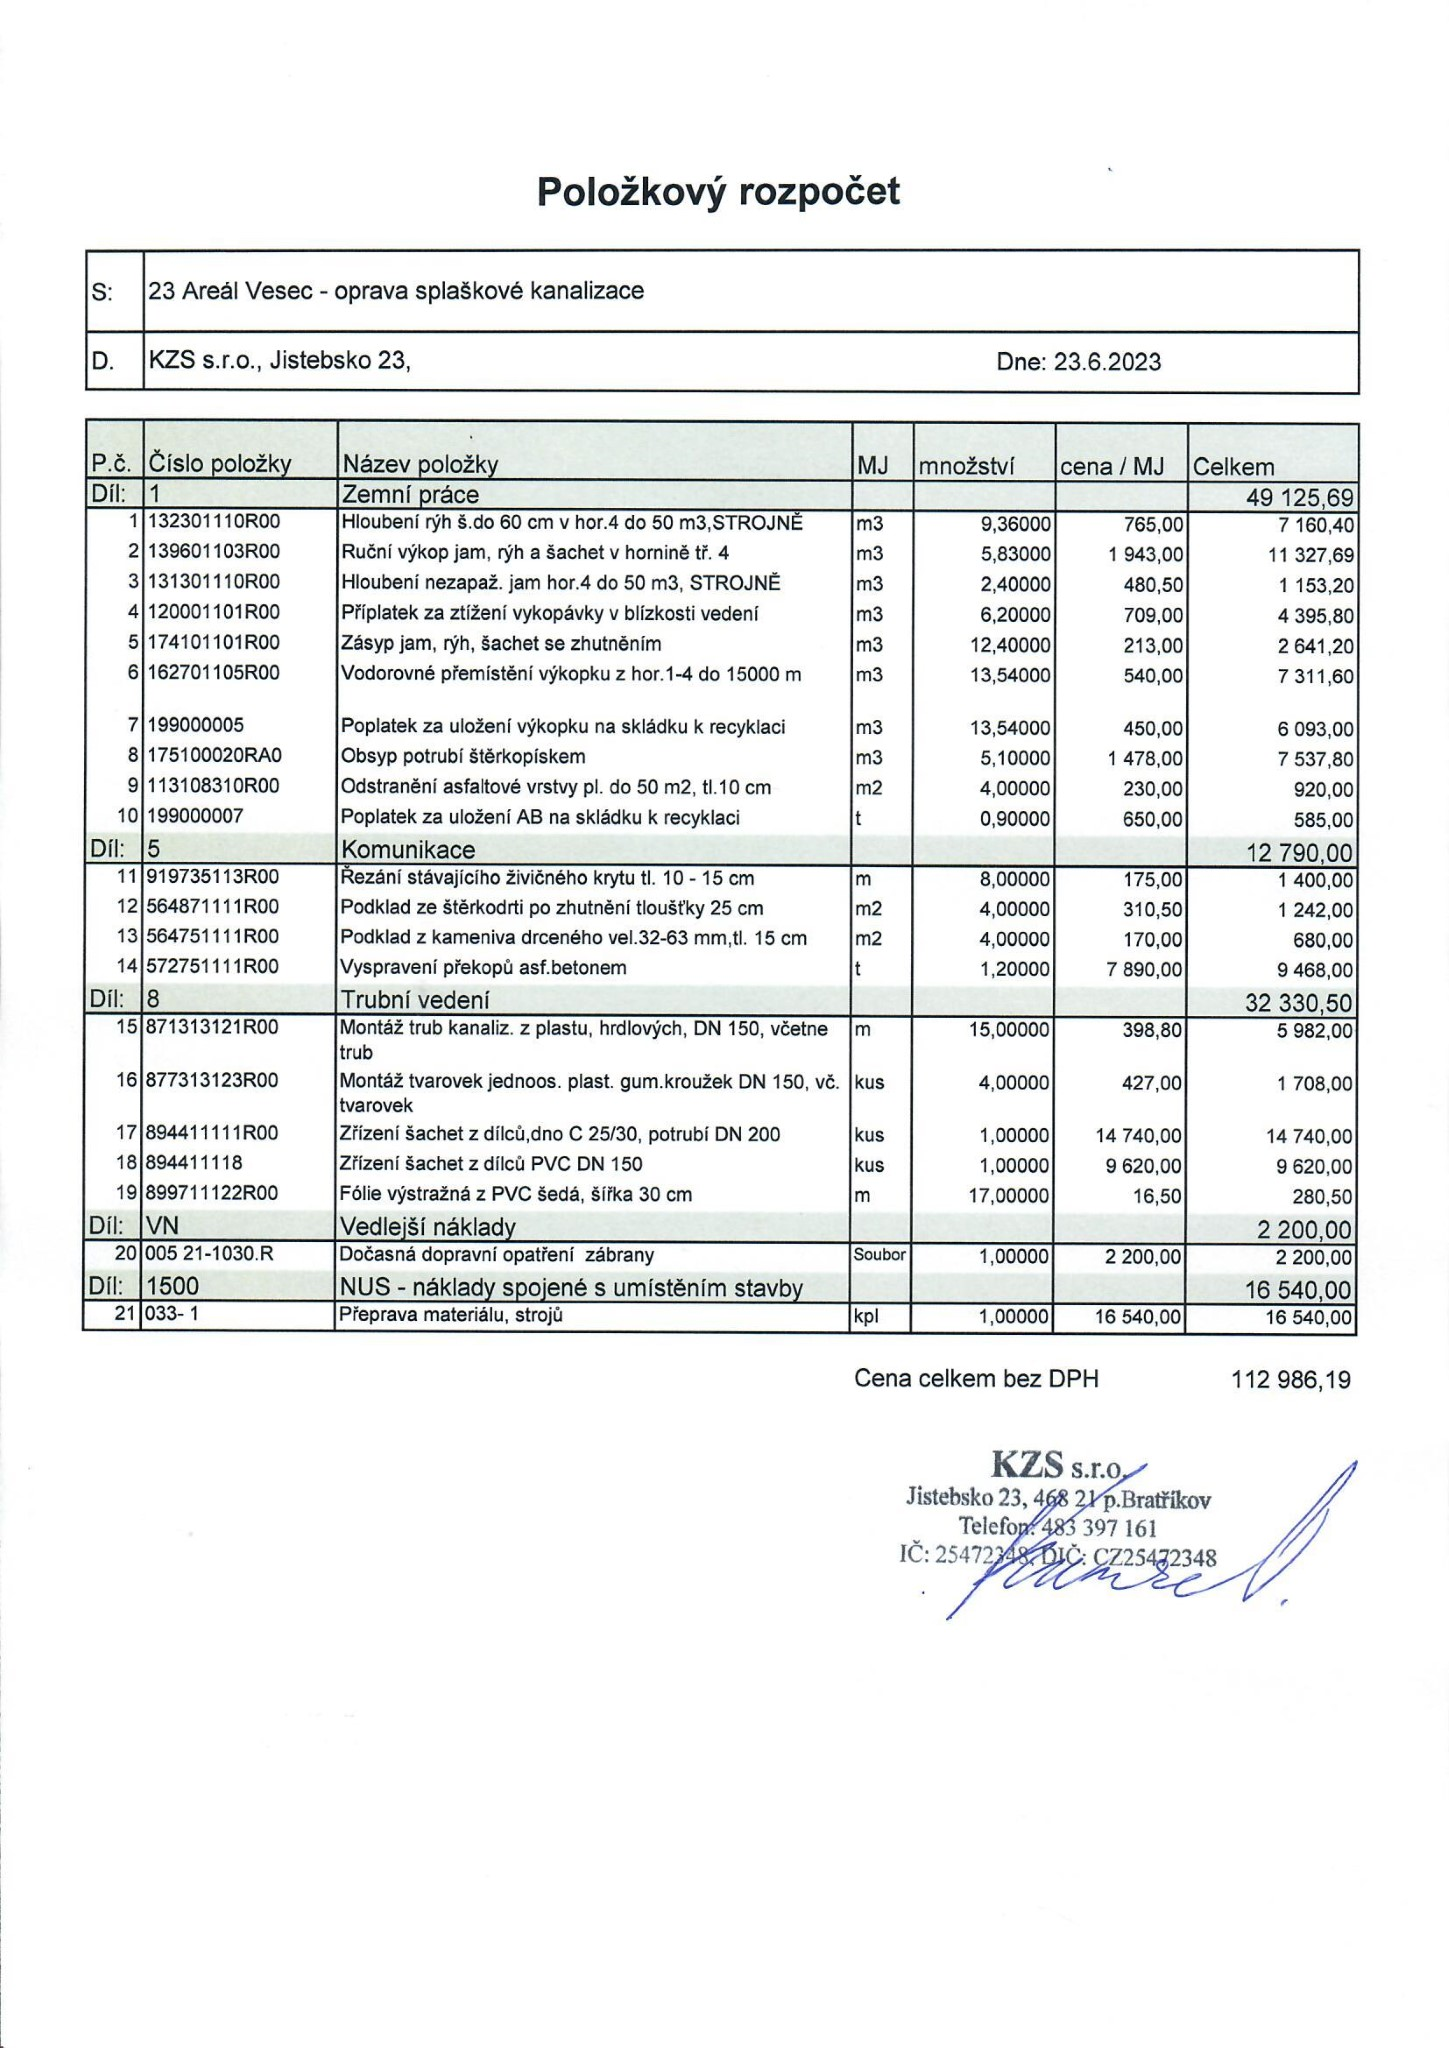 Položkový rozpočet
S: 23 Areál Vesec - oprava splaškové kanalizace
D. KZS s.r.o., Jistebsko 23, Dne: 23.6.2023
P.č. Číslo položky Název položky MJ množství cena / MJ Celkem
Díl: 1 Zemní práce 49 125,69
1 132301110R00 Hloubení rýh š.do 60 cm v hor.4 do 50 m3,STROJNĚ m3 9,36000 765,00 7 160,40
2 139601103R00 Ruční výkop jam, rýh a šachet v hornině tř. 4 m3 5,83000 1 943,00 11 327,69
3 131301110R00 Hloubení nezapaž. jam hor.4 do 50 m3, STROJNĚ m3 2,40000 480,50 1 153,20
4 120001101R00 Příplatek za ztížení vykopávky v blízkosti vedení m3 6,20000 709,00 4 395,80
5 174101101R00 Zásyp jam, rýh, šachet se zhutněním m3 12,40000 213,00 2 641,20
6 162701105R00 Vodorovné přemístění výkopku z hor.1-4 do 15000 m m3 13,54000 540,00 7 311,60
7 199000005 Poplatek za uložení výkopku na skládku k recyklaci m3 13,54000 450,00 6 093,00
8 175100020RA0 Obsyp potrubí štěrkopískem m3 5,10000 1 478,00 7 537,80
9 113108310R00 Odstranění asfaltové vrstvy pl. do 50 m2, tl.10 cm m2 4,00000 230,00 920,00
10 199000007 Poplatek za uložení AB na skládku k recyklaci t 0,90000 650,00 585,00
Díl: 5 Komunikace 12 790,00
11 919735113R00 Řezání stávajícího živičného krytu tl. 10 - 15 cm m 8,00000 175,00 1 400,00
12 564871111R00 Podklad ze štěrkodrti po zhutnění tloušťky 25 cm m2 4,00000 310,50 1 242,00
13 564751111R00 Podklad z kameniva drceného vel.32-63 mm,tl. 15 cm m2 4,00000 170,00 680,00
14 572751111R00 Vyspravení překopů asf.betonem t 1,20000 7 890,00 9 468,00
Díl: 8 Trubní vedení 32 330,50
15 871313121R00 Montáž trub kanaliz. z plastu, hrdlových, DN 150, včetne m 15,00000 398,80 5 982,00
trub
16 877313123R00 Montáž tvarovek jednoos. plast. gum.kroužek DN 150, vč. kus 4,00000 427,00 1 708,00
tvarovek
17 894411111R00 Zřízení šachet z dílců,dno C 25/30, potrubí DN 200 kus 1,00000 14 740,00 14 740,00
18 894411118 Zřízení šachet z dílců PVC DN 150 kus 1,00000 9 620,00 9 620,00
19 899711122R00 Fólie výstražná z PVC šedá, šířka 30 cm m 17,00000 16,50 280,50
Díl: VN Vedlejší náklady 2 200,00
20 005 21-1030.R Dočasná dopravní opatření zábrany Soubor 1,00000 2 200,00 2 200,00
Díl: 1500 NUS - náklady spojené s umístěním stavby 16 540,00
21 033- 1 Přeprava materiálu, strojů kpl 1,00000 16 540,00 16 540,00
Cena celkem bez DPH 112 986,19
KZS s.r.o.
Jistebsko 23, 468 21 p.Bratříkov
Telefon: 483 397 161
IČ: 25472348, DIČ: CZ25472348